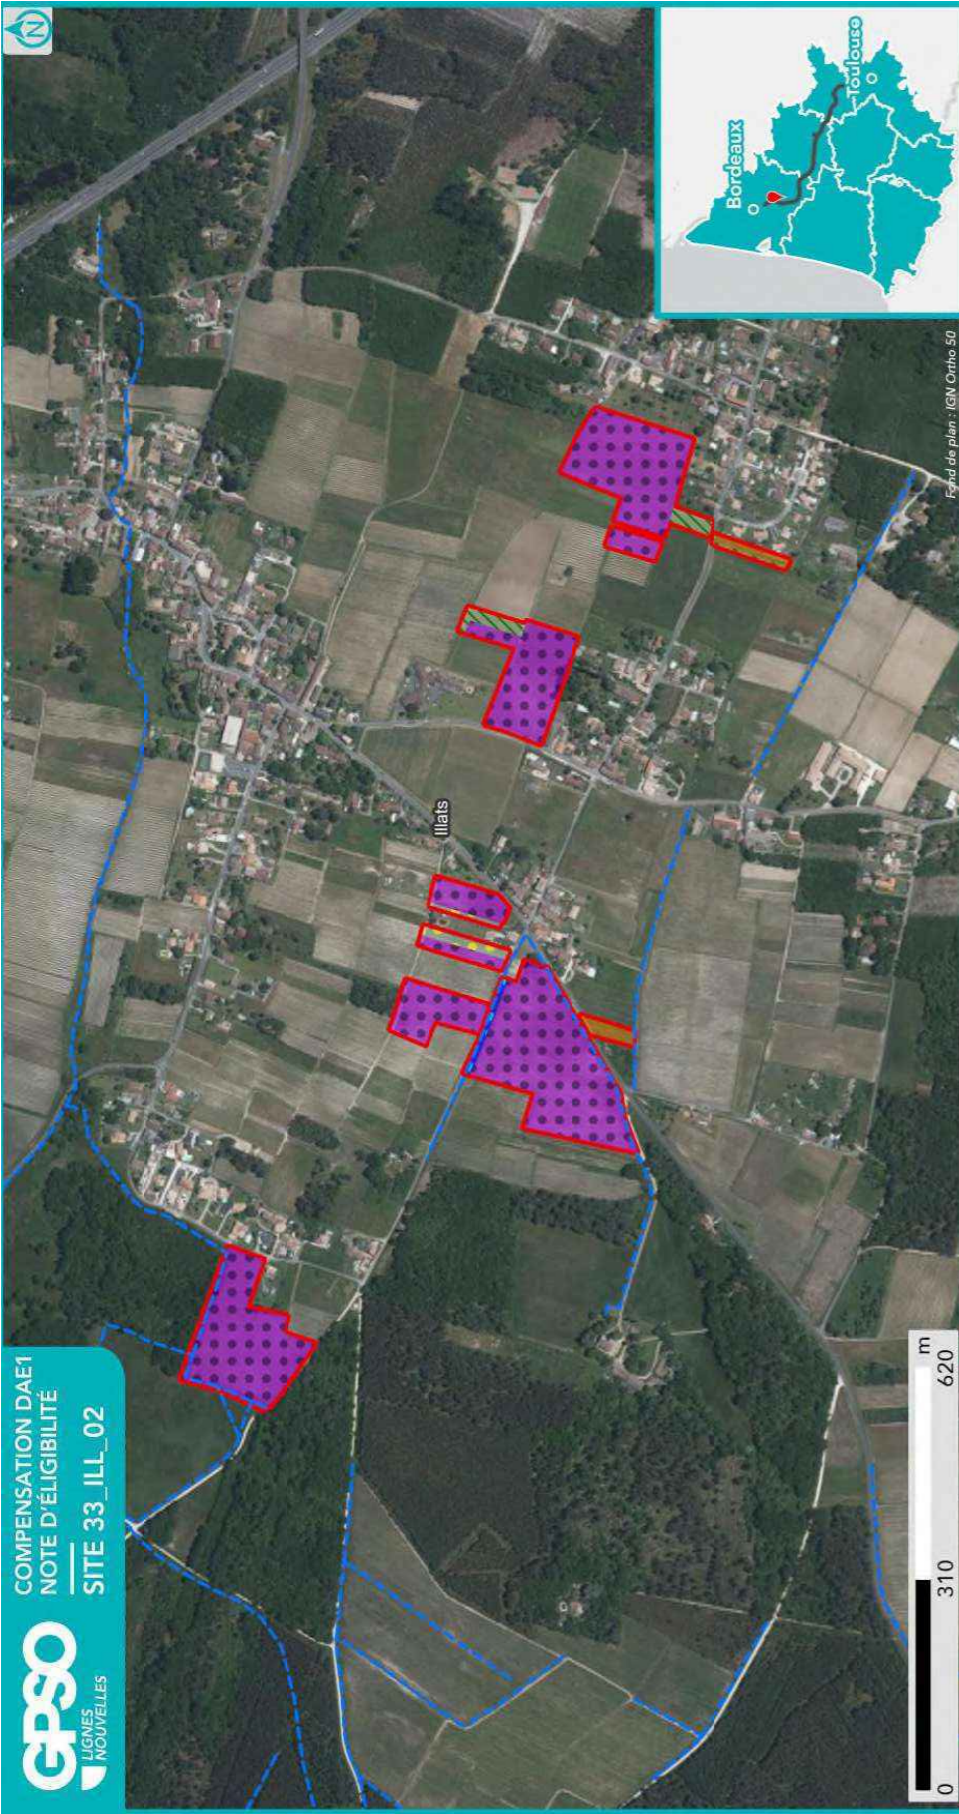 GPSO
LIGNES
NOUVELLES
COMPENSATION DAE1
NOTE D'ÉLIGIBILITÉ
SITE 33_ILL_02
N
Illats
Bordeaux
Toulouse
0 310 620
m
Fond de plan : IGN Ortho 50